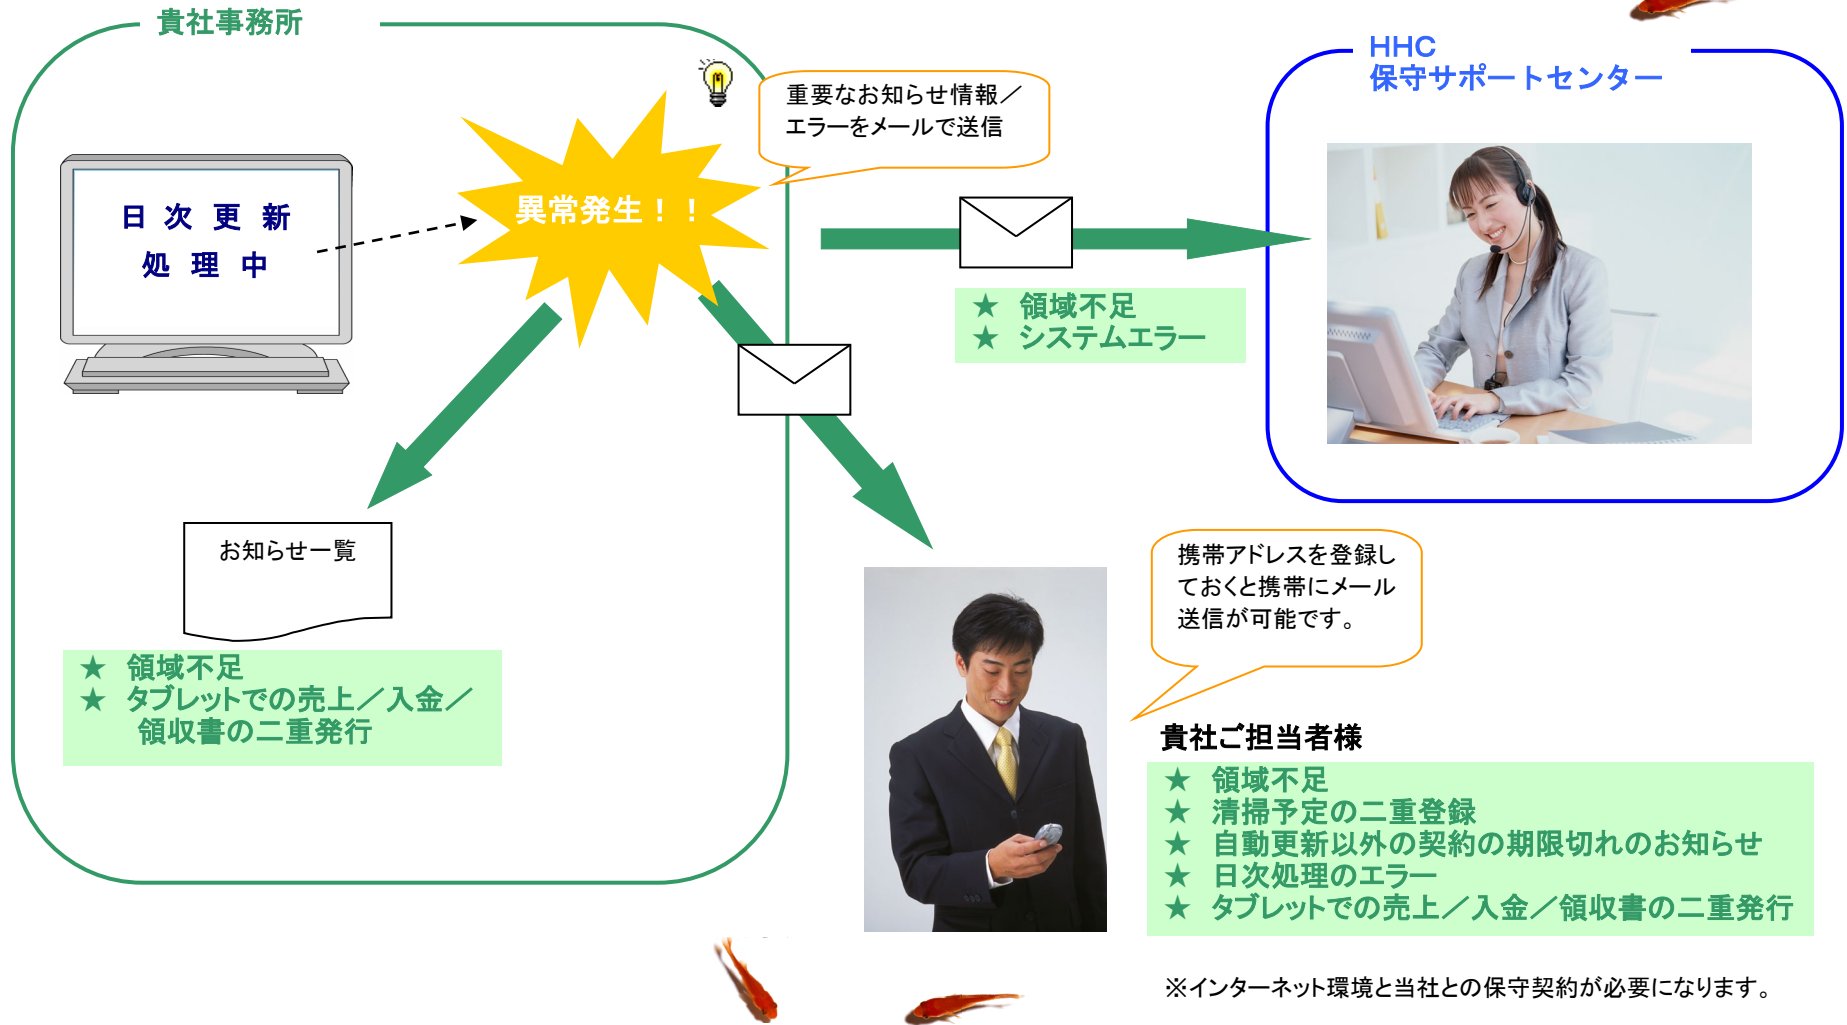 貴社事務所
HHC
保守サポートセンター
重要なお知らせ情報／
エラーをメールで送信
日次更新
処理中
異常発生！！
★ 領域不足
★ システムエラー
お知らせ一覧
★ 領域不足
★ タブレットでの売上／入金／
領収書の二重発行
携帯アドレスを登録し
ておくと携帯にメール
送信が可能です。
貴社ご担当者様
★ 領域不足
★ 清掃予定の二重登録
★ 自動更新以外の契約の期限切れのお知らせ
★ 日次処理のエラー
★ タブレットでの売上／入金／領収書の二重発行
※インターネット環境と当社との保守契約が必要になります。